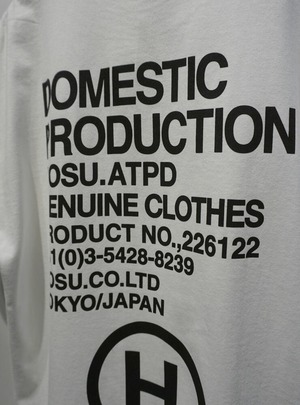 DOMESTIC
PRODUCTION
OSU.ATPD
ENUINE CLOTHES
RODUCT NO.,226122
1(0)3-5428-8239
OSU.CO.LTD
OKYO/JAPAN
H